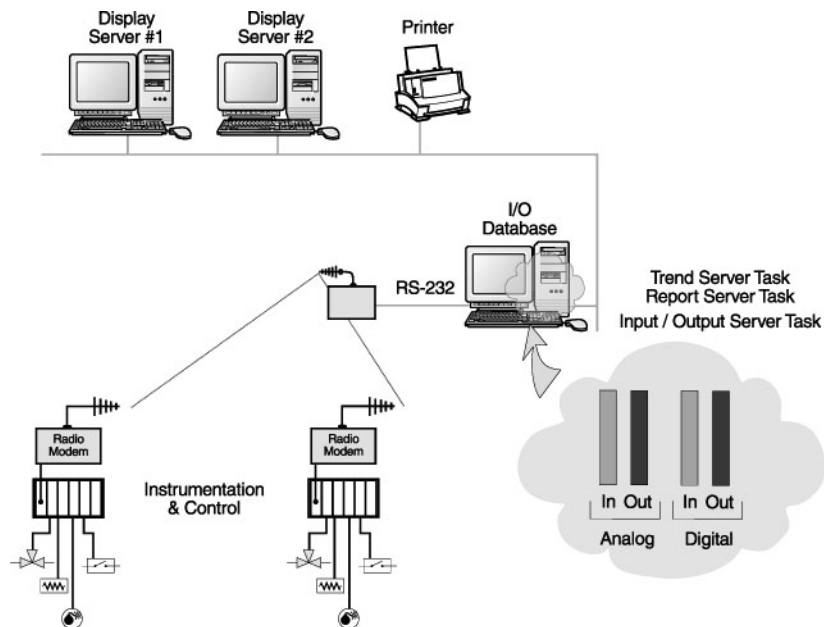 Display
Server #1
Display
Server #2
Printer
I/O
Database
RS-232
Trend Server Task
Report Server Task
Input / Output Server Task
Radio
Modem
Radio
Modem
Instrumentation
& Control
In Out
In Out
Analog
Digital